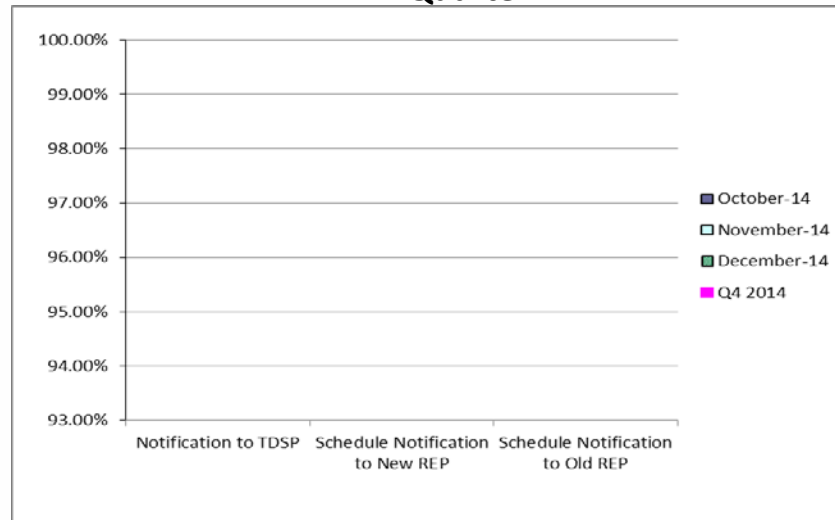 100.00%
99.00%
98.00%
97.00%
96.00%
95.00%
94.00%
93.00%
Notification to TDSP
Schedule Notification
to New REP
Schedule Notification
to Old REP
October-14
November-14
December-14
Q4 2014